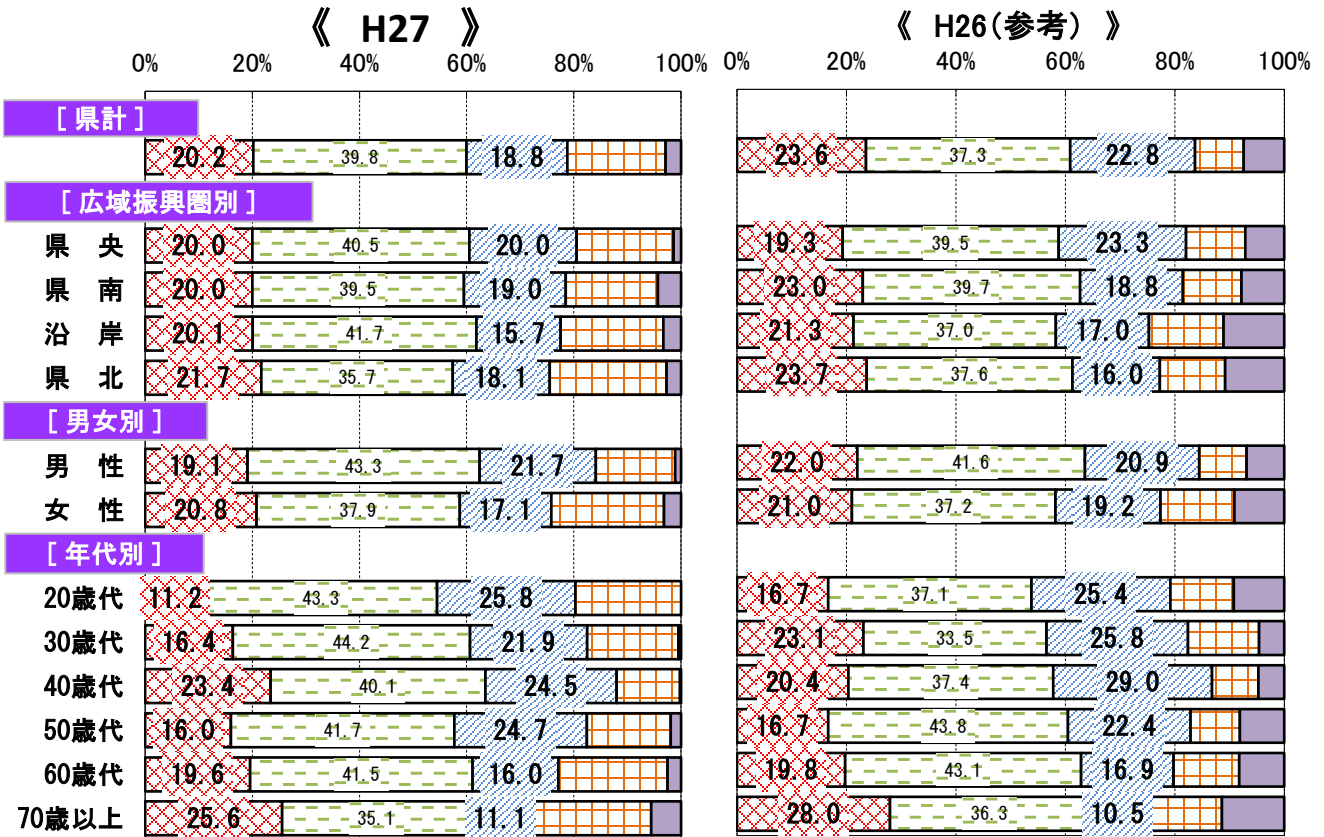 《 H27 》 《 H26(参考) 》
0% 20% 40% 60% 80% 100% 0% 20% 40% 60% 80% 100%
[ 県計 ]
20.2 39.8 18.8 23.6 37.3 22.8
[ 広域振興圏別 ]
県 央 20.0 40.5 20.0 19.3 39.5 23.3
県 南 20.0 39.5 19.0 23.0 39.7 18.8
沿 岸 20.1 41.7 15.7 21.3 37.0 17.0
県 北 21.7 35.7 18.1 23.7 37.6 16.0
[ 男女別 ]
男 性 19.1 43.3 21.7 22.0 41.6 20.9
女 性 20.8 37.9 17.1 21.0 37.2 19.2
[ 年代別 ]
20歳代 11.2 43.3 25.8 16.7 37.1 25.4
30歳代 16.4 44.2 21.9 23.1 33.5 25.8
40歳代 23.4 40.1 24.5 20.4 37.4 29.0
50歳代 16.0 41.7 24.7 16.7 43.8 22.4
60歳代 19.6 41.5 16.0 19.8 43.1 16.9
70歳以上 25.6 35.1 11.1 28.0 36.3 10.5